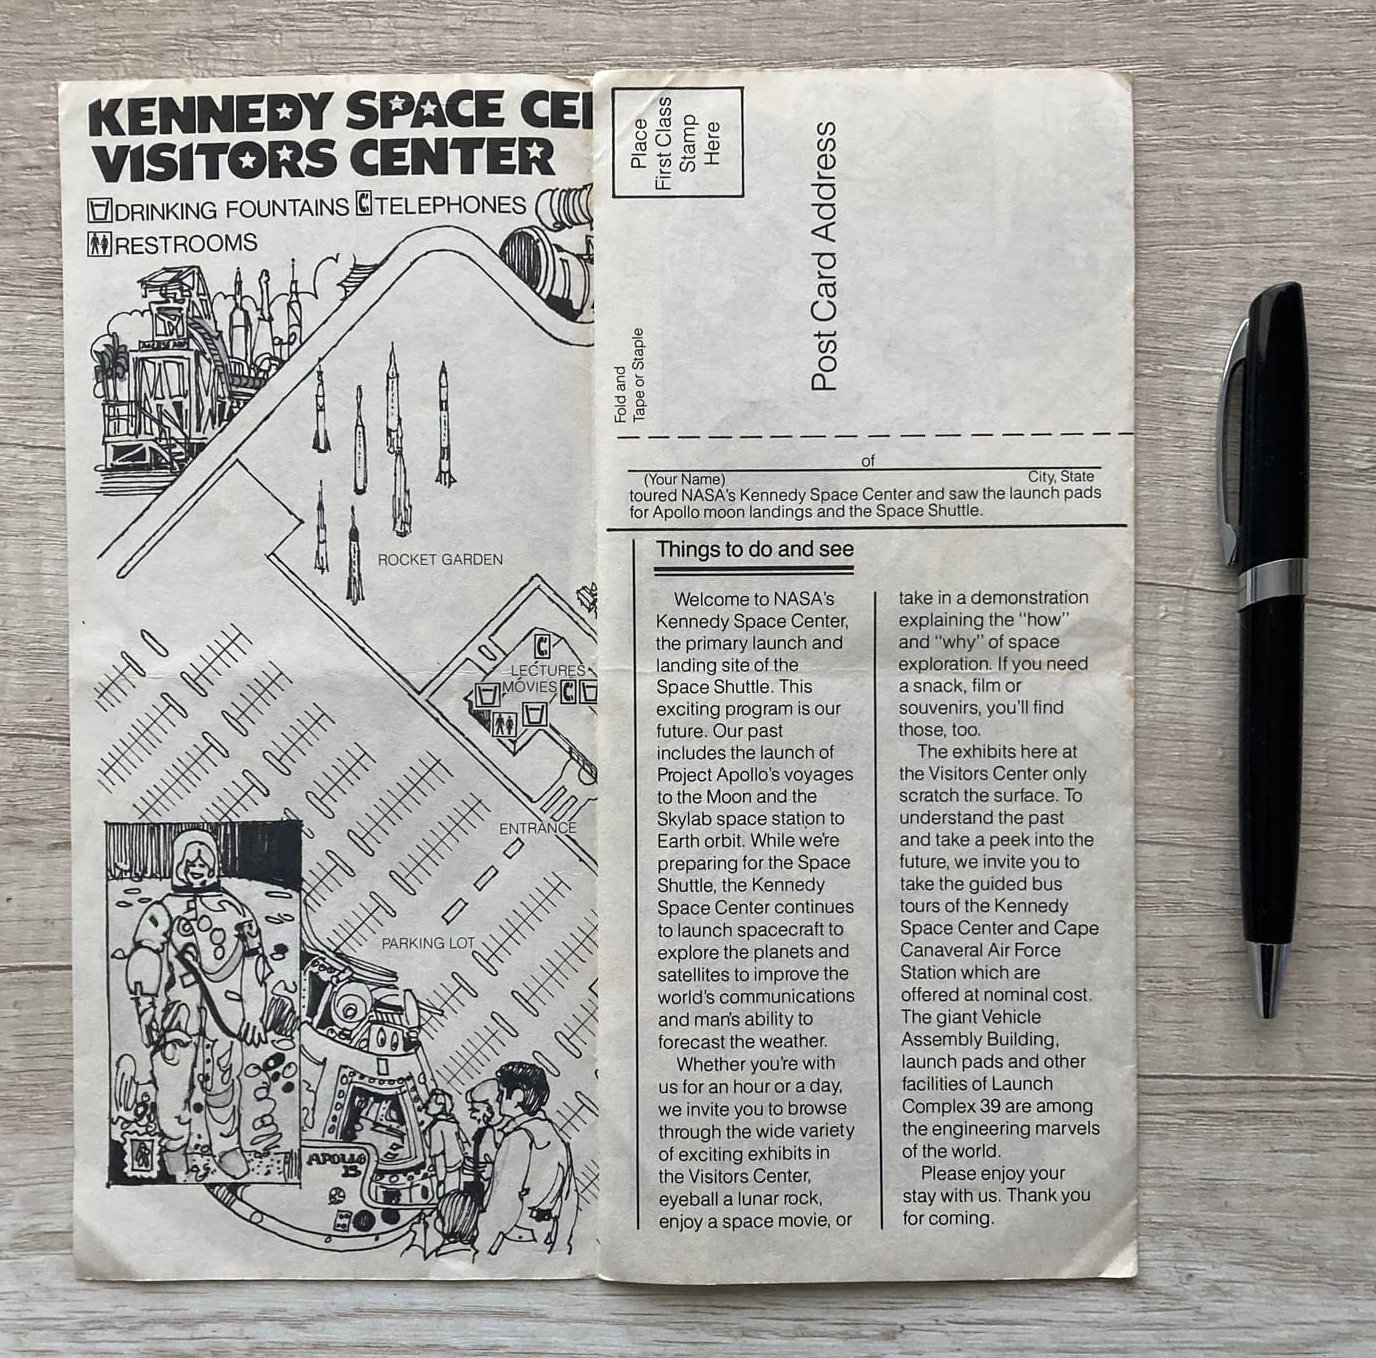 KENNEDY SPACE CE
VISITORS CENTER
DRINKING FOUNTAINS TELEPHONES
RESTROOMS
ROCKET GARDEN
LECTURES
MOVIES
ENTRANCE
PARKING LOT
APOLLO
Place
First Class
Stamp
Here
Post Card Address
Fold and
Tape or Staple
of
(Your Name) City, State
toured NASA's Kennedy Space Center and saw the launch pads
for Apollo moon landings and the Space Shuttle.
Things to do and see
Welcome to NASA's
Kennedy Space Center,
the primary launch and
landing site of the
Space Shuttle. This
exciting program is our
future. Our past
includes the launch of
Project Apollo's voyages
to the Moon and the
Skylab space station to
Earth orbit. While we're
preparing for the Space
Shuttle, the Kennedy
Space Center continues
to launch spacecraft to
explore the planets and
satellites to improve the
world's communications
and man's ability to
forecast the weather.
Whether you're with
us for an hour or a day,
we invite you to browse
through the wide variety
of exciting exhibits in
the Visitors Center,
eyeball a lunar rock,
enjoy a space movie, or
take in a demonstration
explaining the "how"
and "why" of space
exploration. If you need
a snack, film or
souvenirs, you'll find
those, too.
The exhibits here at
the Visitors Center only
scratch the surface. To
understand the past
and take a peek into the
future, we invite you to
take the guided bus
tours of the Kennedy
Space Center and Cape
Canaveral Air Force
Station which are
offered at nominal cost.
The giant Vehicle
Assembly Building,
launch pads and other
facilities of Launch
Complex 39 are among
the engineering marvels
of the world.
Please enjoy your
stay with us. Thank you
for coming.